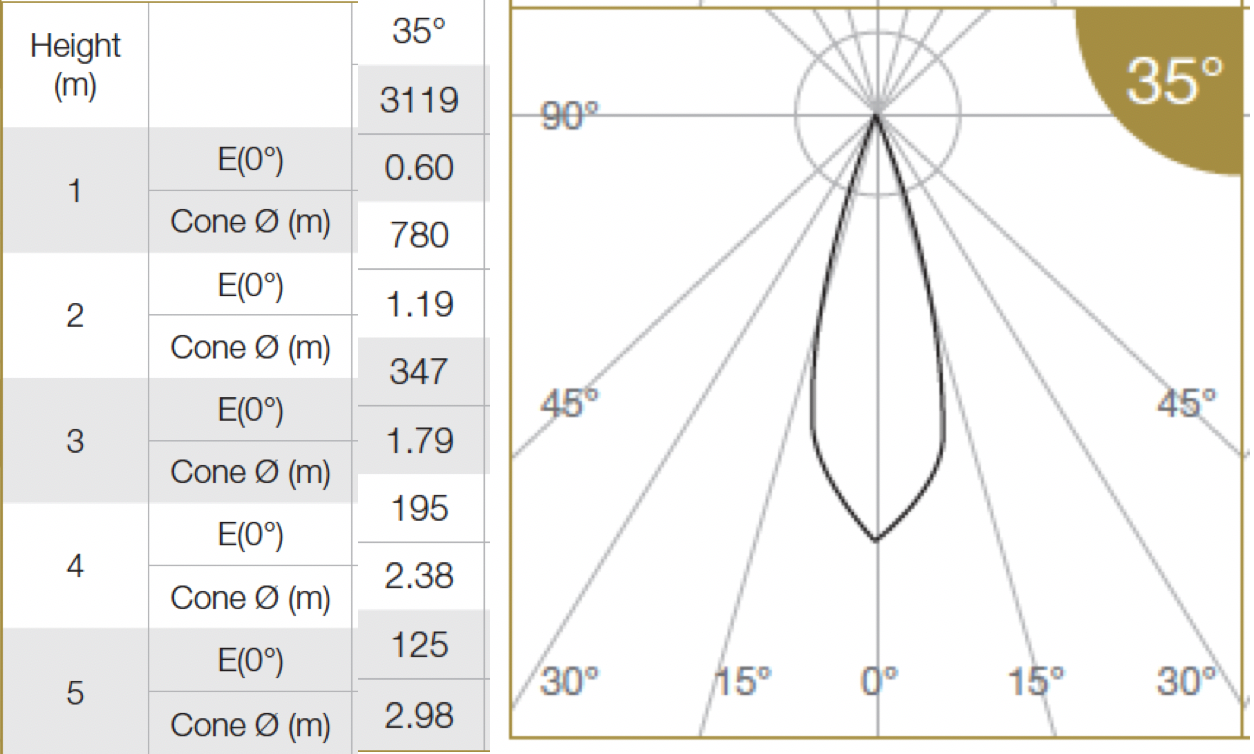 Height
(m)
35°
3119
1
E(0°)
0.60
Cone Ø (m)
780
2
E(0°)
1.19
Cone Ø (m)
347
3
E(0°)
1.79
Cone Ø (m)
195
4
E(0°)
2.38
Cone Ø (m)
125
5
E(0°)
2.98
Cone Ø (m)
35°
90°
45°
45°
30°
15°
0°
15°
30°